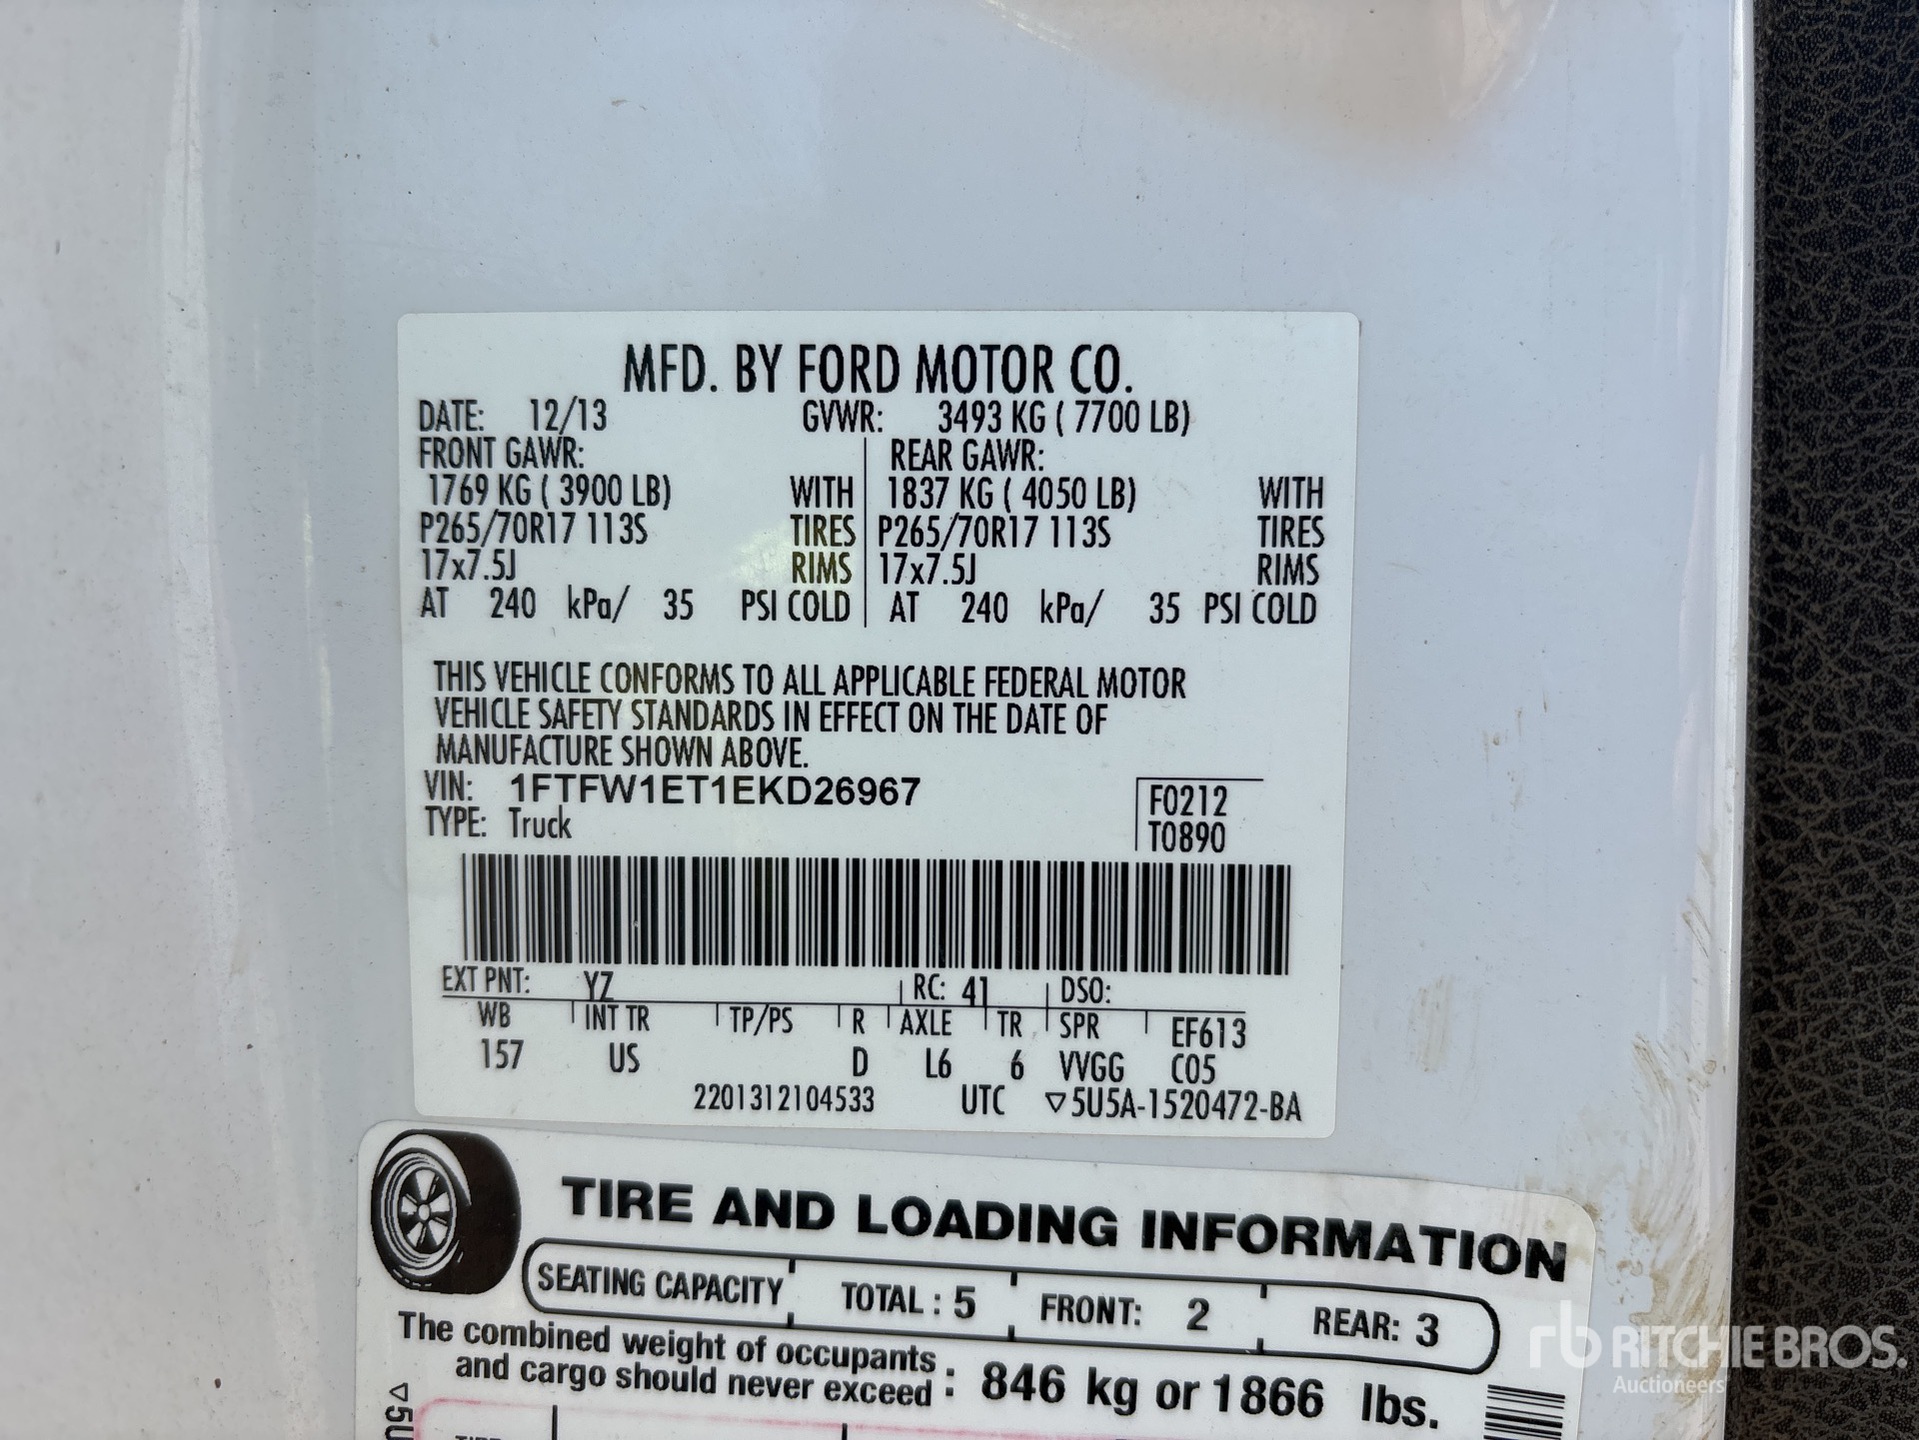 MFD. BY FORD MOTOR CO.
DATE: 12/13 GVWR: 3493 KG ( 7700 LB)
FRONT GAWR: REAR GAWR:
1769 KG ( 3900 LB) WITH 1837 KG ( 4050 LB) WITH
P265/70R17 113S TIRES P265/70R17 113S TIRES
17x7.5J RIMS 17x7.5J RIMS
AT 240 kPa/ 35 PSI COLD AT 240 kPa/ 35 PSI COLD
THIS VEHICLE CONFORMS TO ALL APPLICABLE FEDERAL MOTOR
VEHICLE SAFETY STANDARDS IN EFFECT ON THE DATE OF
MANUFACTURE SHOWN ABOVE.
VIN: 1FTFW1ET1EKD26967 F0212
TYPE: Truck T0890
EXT PNT: YZ RC: 41 DSO:
WB INT TR TP/PS R AXLE TR SPR EF613
157 US D L6 6 VVGG C05
2201312104533 UTC ▽5U5A-1520472-BA
TIRE AND LOADING INFORMATION
SEATING CAPACITY TOTAL : 5 FRONT: 2 REAR: 3
The combined weight of occupants
and cargo should never exceed : 846 kg or 1866 lbs.
▽5U
rb RITCHIE BROS.
Auctioneers